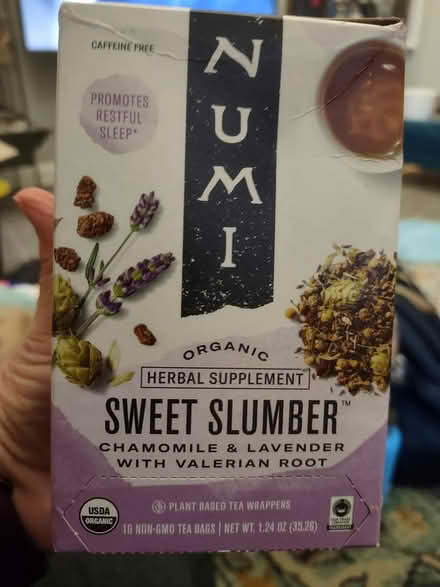 CAFFEINE FREE
PROMOTES
RESTFUL
SLEEP*
NUMI
ORGANIC
HERBAL SUPPLEMENT
SWEET SLUMBER™
CHAMOMILE & LAVENDER
WITH VALERIAN ROOT
PLANT BASED TEA WRAPPERS
USDA
ORGANIC
16 NON-GMO TEA BAGS | NET WT. 1.24 OZ (35.2G)